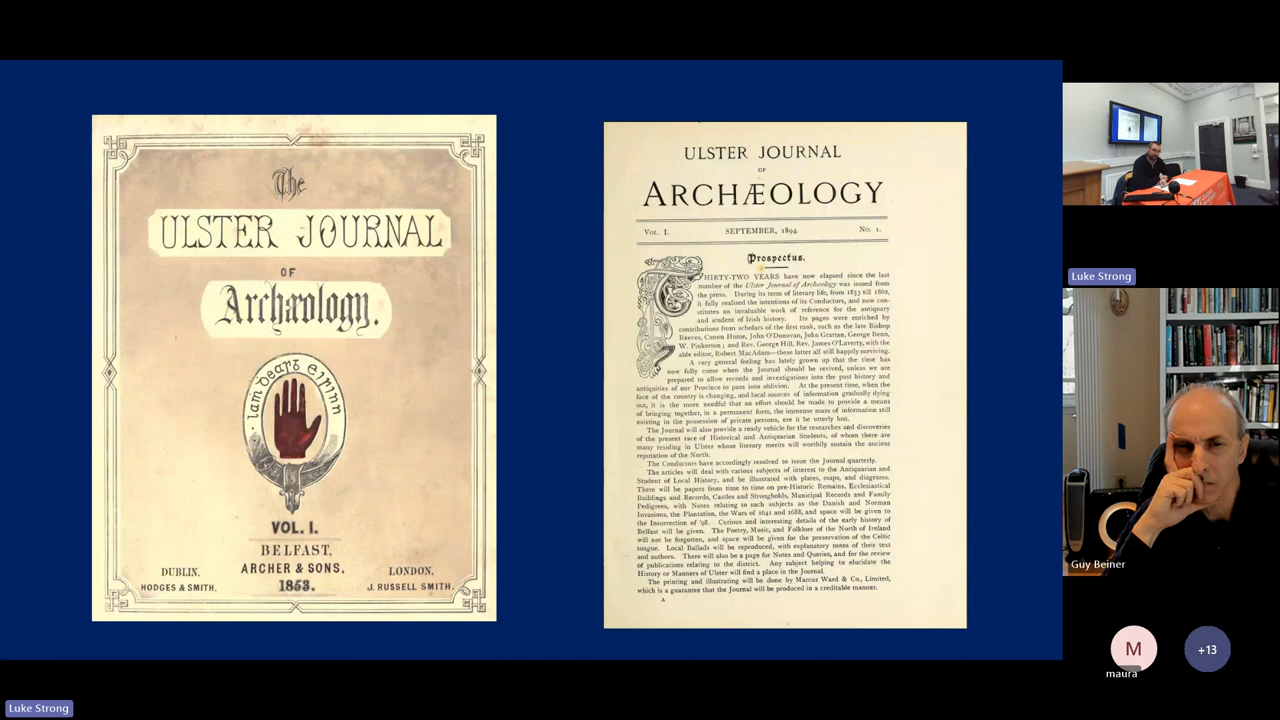 The
ULSTER JOURNAL
OF
Archæology.
lám dearg eirinn
VOL. I.
BELFAST,
ARCHER & SONS,
1853.
DUBLIN,
HODGES & SMITH.
LONDON,
J. RUSSELL SMITH.
ULSTER JOURNAL
OF
ARCHÆOLOGY
VOL. I. SEPTEMBER, 1894. No. 1.
Prospectus.
THIRTY-TWO YEARS have now elapsed since the last
number of the Ulster Journal of Archæology was issued from
the press. During its term of literary life, from 1853 till 1862,
it fully realised the intentions of its Conductors, and now con-
stitutes an invaluable work of reference for the antiquary
and student of Irish history. Its pages were enriched by
contributions from scholars of the first rank, such as the late Bishop
Reeves, Canon Hume, John O'Donovan, John Grattan, George Benn,
W. Pinkerton; and Rev. George Hill, Rev. James O'Laverty, with the
able editor, Robert MacAdam—these latter all still happily surviving.
A very general feeling has lately grown up that the time has
now fully come when the Journal should be revived, unless we are
prepared to allow records and investigations into the past history and
antiquities of our Province to pass into oblivion. At the present time, when the
face of the country is changing, and local sources of information gradually dying
out, it is the more needful that an effort should be made to provide a means
of bringing together, in a permanent form, the immense mass of information still
existing in the possession of private persons, ere it be utterly lost.
The Journal will also provide a ready vehicle for the researches and discoveries
of the present race of Historical and Antiquarian Students, of whom there are
many residing in Ulster whose literary merits will worthily sustain the ancient
reputation of the North.
The Conductors have accordingly resolved to issue the Journal quarterly.
The articles will deal with various subjects of interest to the Antiquarian and
Student of Local History, and be illustrated with plates, maps, and diagrams.
There will be papers from time to time on pre-Historic Remains, Ecclesiastical
Buildings and Records, Castles and Strongholds, Municipal Records and Family
Pedigrees, with Notes relating to such subjects as the Danish and Norman
Invasions, the Plantation, the Wars of 1641 and 1688, and space will be given to
the Insurrection of '98. Curious and interesting details of the early history of
Belfast will be given. The Poetry, Music, and Folklore of the North of Ireland
will not be forgotten, and space will be given for the preservation of the Celtic
tongue. Local Ballads will be reproduced, with explanatory notes of their text
and authors. There will also be a page for Notes and Queries, and for the review
of publications relating to the district. Any subject helping to elucidate the
History or Manners of Ulster will find a place in the Journal.
The printing and illustrating will be done by Marcus Ward & Co., Limited,
which is a guarantee that the Journal will be produced in a creditable manner.
A
Luke Strong
Guy Beiner
M
maura
+13
Luke Strong